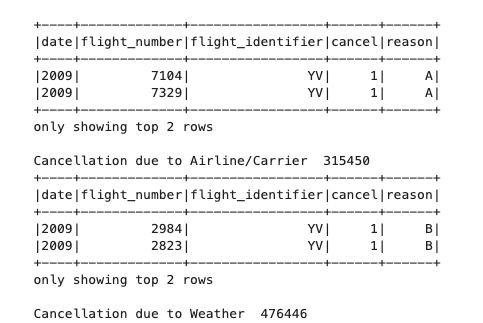 +----+-------------+-----------------+------+------+
|date|flight_number|flight_identifier|cancel|reason|
+----+-------------+-----------------+------+------+
|2009|         7104|               YV|     1|     A|
|2009|         7329|               YV|     1|     A|
+----+-------------+-----------------+------+------+
only showing top 2 rows
Cancellation due to Airline/Carrier  315450
+----+-------------+-----------------+------+------+
|date|flight_number|flight_identifier|cancel|reason|
+----+-------------+-----------------+------+------+
|2009|         2984|               YV|     1|     B|
|2009|         2823|               YV|     1|     B|
+----+-------------+-----------------+------+------+
only showing top 2 rows
Cancellation due to Weather  476446